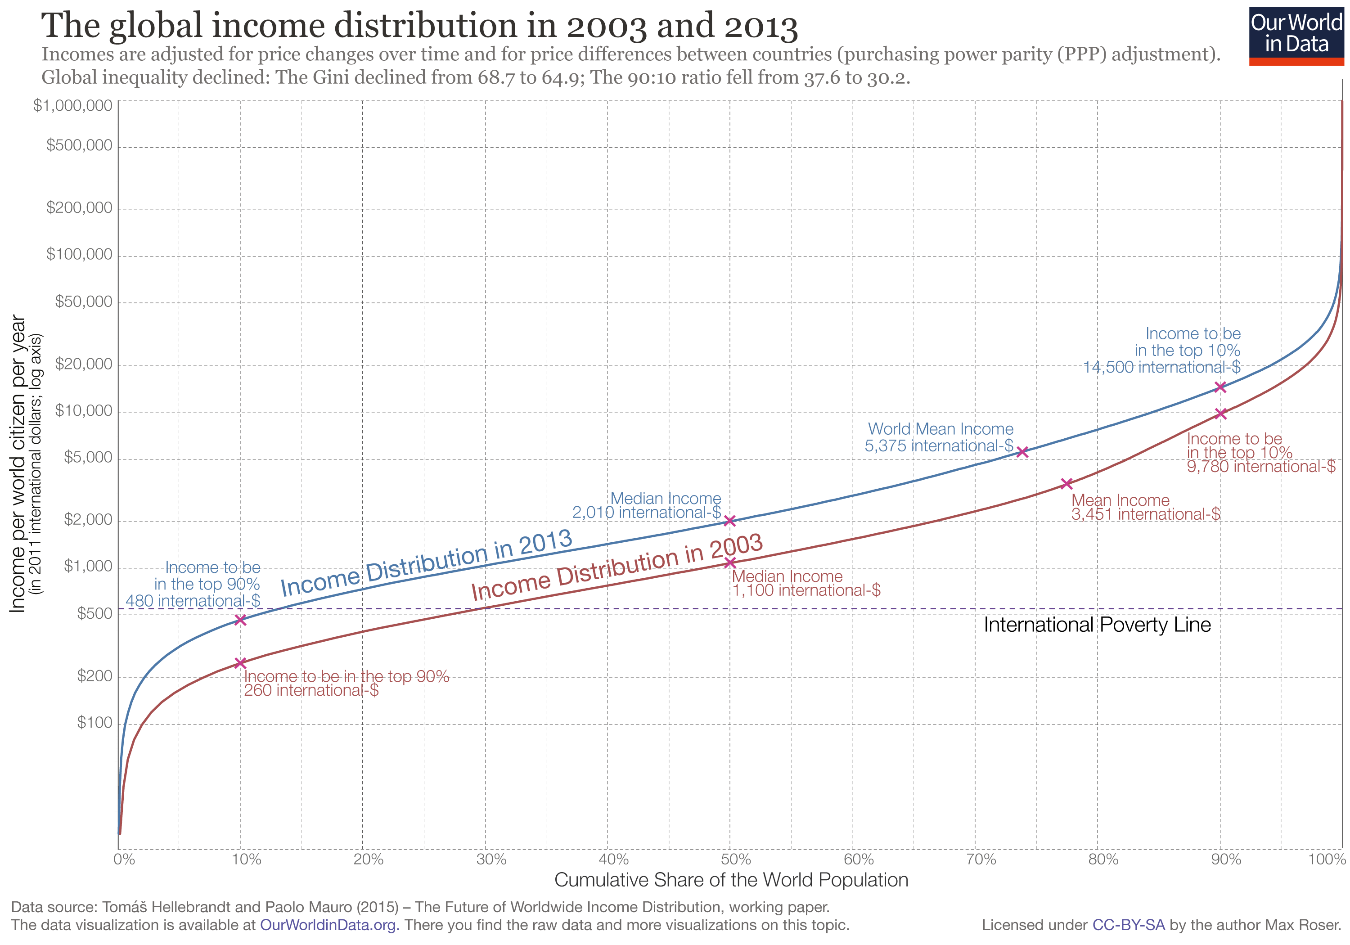 The global income distribution in 2003 and 2013
Incomes are adjusted for price changes over time and for price differences between countries (purchasing power parity (PPP) adjustment).
Global inequality declined: The Gini declined from 68.7 to 64.9; The 90:10 ratio fell from 37.6 to 30.2.
Our World
in Data
Income per world citizen per year
(in 2011 international dollars; log axis)
$1,000,000
$500,000
$200,000
$100,000
$50,000
$20,000
$10,000
$5,000
$2,000
$1,000
$500
$200
$100
Income to be
in the top 10%
14,500 international-$
World Mean Income
5,375 international-$
Income to be
in the top 10%
9,780 international-$
Median Income
2,010 international-$
Mean Income
3,451 international-$
Income Distribution in 2013
Income Distribution in 2003
Income to be
in the top 90%
480 international-$
Median Income
1,100 international-$
International Poverty Line
Income to be in the top 90%
260 international-$
0%
10%
20%
30%
40%
50%
60%
70%
80%
90%
100%
Cumulative Share of the World Population
Data source: Tomáš Hellebrandt and Paolo Mauro (2015) – The Future of Worldwide Income Distribution, working paper.
The data visualization is available at OurWorldinData.org. There you find the raw data and more visualizations on this topic.
Licensed under CC-BY-SA by the author Max Roser.